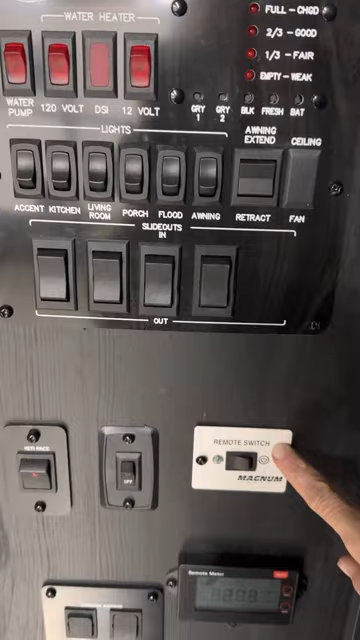 WATER HEATER
FULL - CHGD
2/3 - GOOD
1/3 - FAIR
EMPTY - WEAK
WATER PUMP
120 VOLT
DSI
12 VOLT
GRY 1
GRY 2
BLK
FRESH
BAT
LIGHTS
AWNING EXTEND
CEILING
ACCENT
KITCHEN
LIVING ROOM
PORCH
FLOOD
AWNING
RETRACT
FAN
SLIDEOUTS
IN
OUT
OFF
REMOTE SWITCH
MAGNUM
Remote Meter